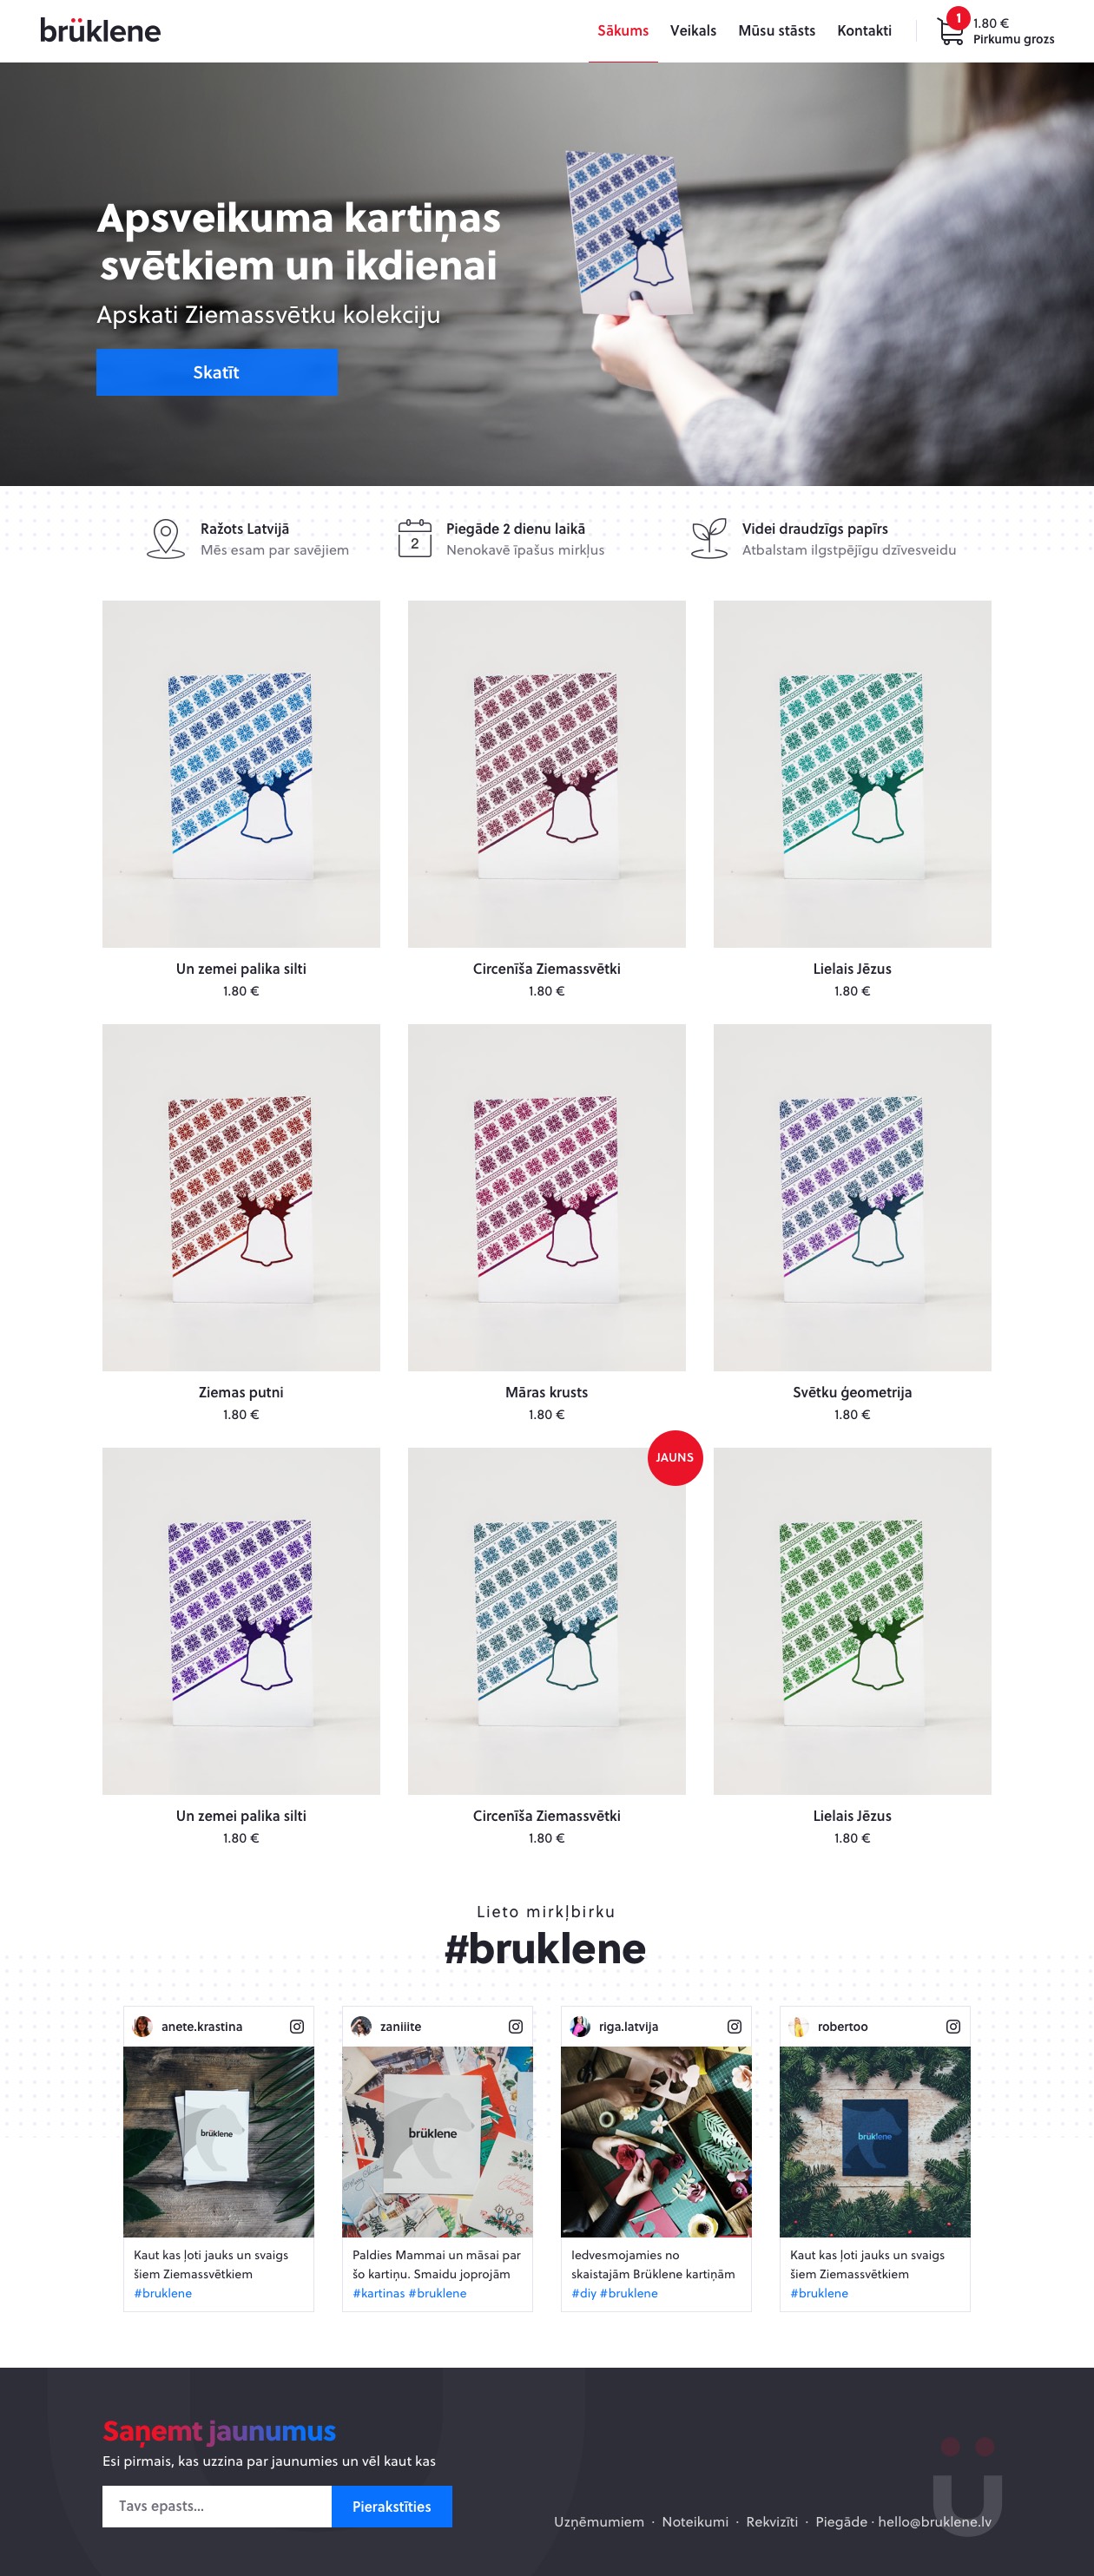 brüklene
Sākums
Veikals
Mūsu stāsts
Kontakti
1
1.80 €
Pirkumu grozs
Apsveikuma kartiņas
svētkiem un ikdienai
Apskati Ziemassvētku kolekciju
Skatīt
Ražots Latvijā
Mēs esam par savējiem
2
Piegāde 2 dienu laikā
Nenokavē īpašus mirkļus
Videi draudzīgs papīrs
Atbalstam ilgstpējīgu dzīvesveidu
Un zemei palika silti
1.80 €
Circenīša Ziemassvētki
1.80 €
Lielais Jēzus
1.80 €
Ziemas putni
1.80 €
Māras krusts
1.80 €
Svētku ģeometrija
1.80 €
JAUNS
Un zemei palika silti
1.80 €
Circenīša Ziemassvētki
1.80 €
Lielais Jēzus
1.80 €
Lieto mirkļbirku
#bruklene
anete.krastina
brüklene
Kaut kas ļoti jauks un svaigs
šiem Ziemassvētkiem
#bruklene
zaniiite
brüklene
Paldies Mammai un māsai par
šo kartiņu. Smaidu joprojām
#kartinas #bruklene
riga.latvija
Iedvesmojamies no
skaistajām Brüklene kartiņām
#diy #bruklene
robertoo
brüklene
Kaut kas ļoti jauks un svaigs
šiem Ziemassvētkiem
#bruklene
Saņemt jaunumus
Esi pirmais, kas uzzina par jaunumies un vēl kaut kas
Tavs epasts...
Pierakstīties
Uzņēmumiem · Noteikumi · Rekvizīti · Piegāde · hello@bruklene.lv
ü